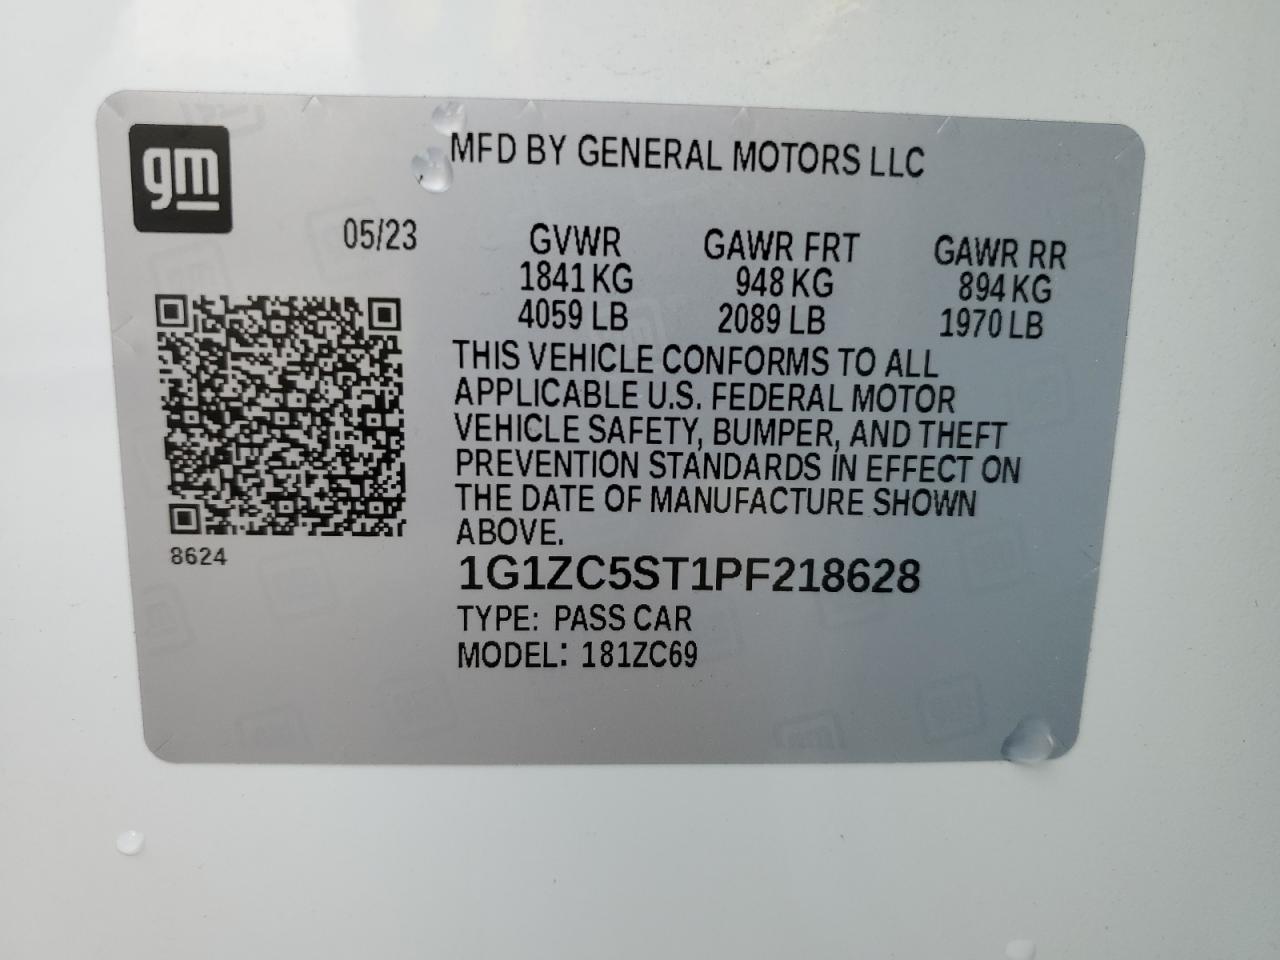 gm
MFD BY GENERAL MOTORS LLC
05/23
GVWR GAWR FRT GAWR RR
1841 KG 948 KG 894 KG
4059 LB 2089 LB 1970 LB
THIS VEHICLE CONFORMS TO ALL
APPLICABLE U.S. FEDERAL MOTOR
VEHICLE SAFETY, BUMPER, AND THEFT
PREVENTION STANDARDS IN EFFECT ON
THE DATE OF MANUFACTURE SHOWN
ABOVE.
8624
1G1ZC5ST1PF218628
TYPE: PASS CAR
MODEL: 181ZC69